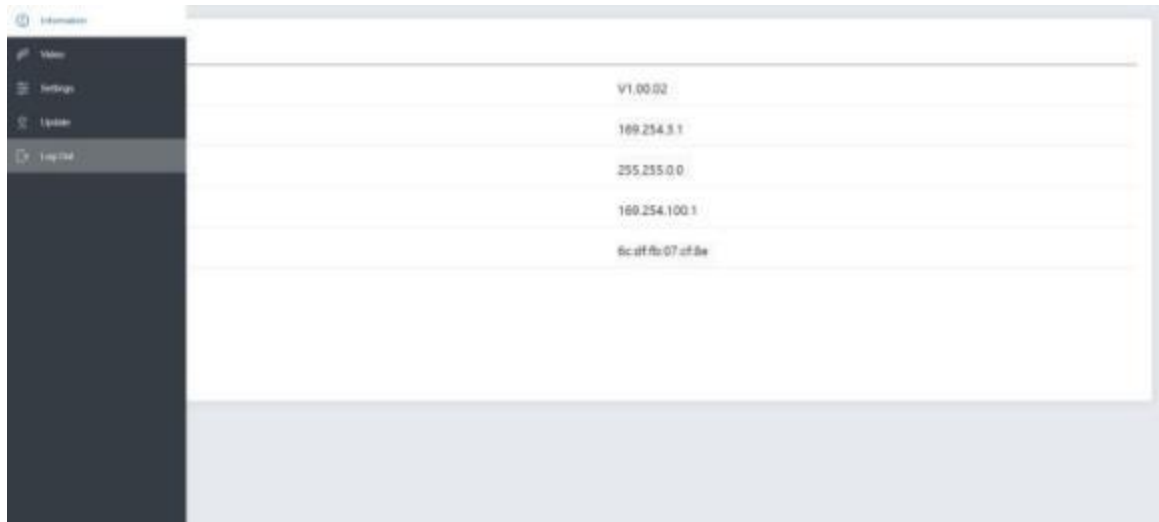 Information
Video
Settings
Update
Log Out
V1.00.02
169.254.3.1
255.255.0.0
169.254.100.1
6c:df:fb:07:cf:8e